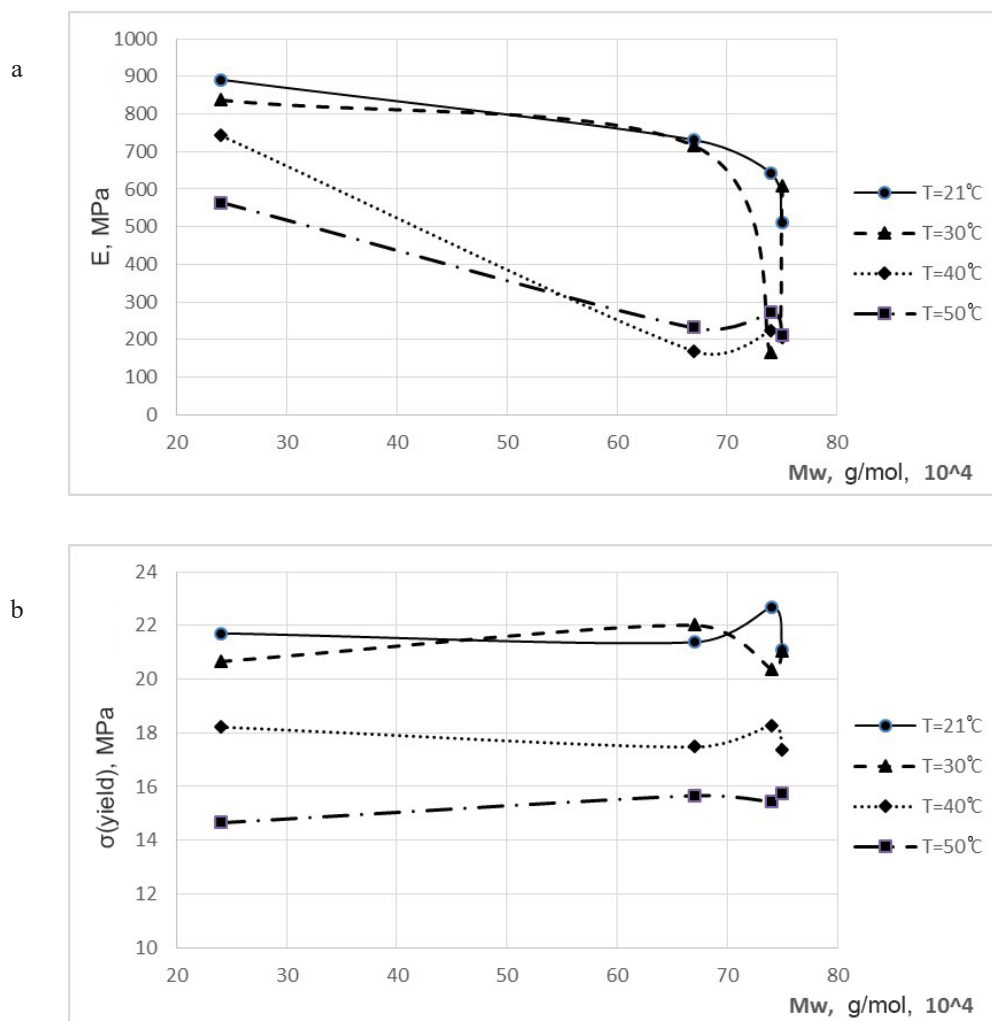 a
1000
900
800
700
600
500
400
300
200
100
0
E, MPa
20 30 40 50 60 70 80
Mw, g/mol, 10^4
T=21℃
T=30℃
T=40℃
T=50℃
b
24
22
20
18
16
14
12
10
σ(yield), MPa
20 30 40 50 60 70 80
Mw, g/mol, 10^4
T=21℃
T=30℃
T=40℃
T=50℃